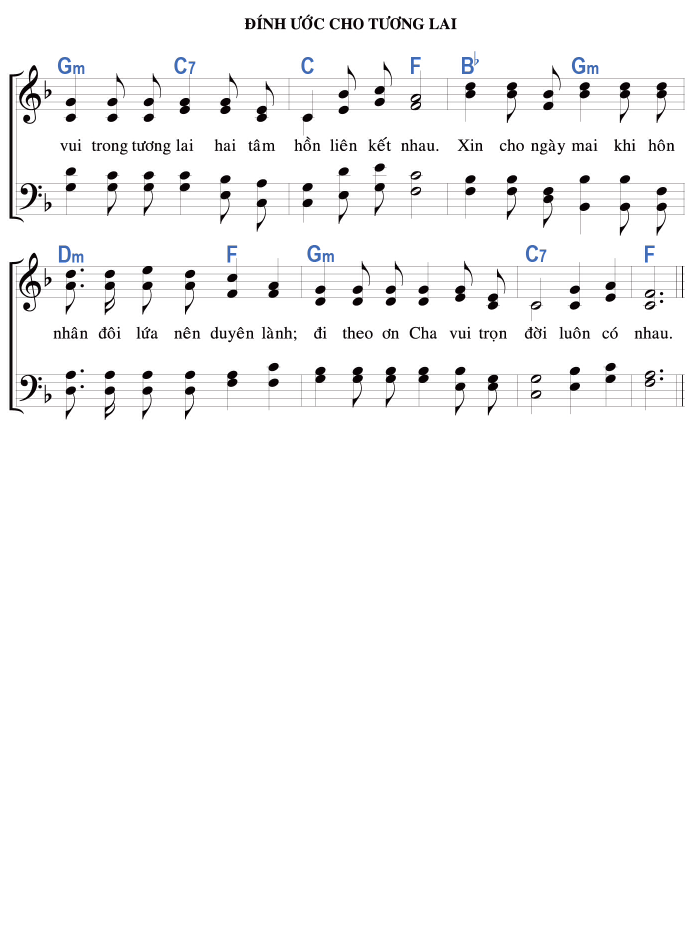 ĐÍNH ƯỚC CHO TƯƠNG LAI
Gm C7 C F B♭ Gm
vui trong tương lai hai tâm hồn liên kết nhau. Xin cho ngày mai khi hôn
Dm F Gm C7 F
nhân đôi lứa nên duyên lành; đi theo ơn Cha vui trọn đời luôn có nhau.